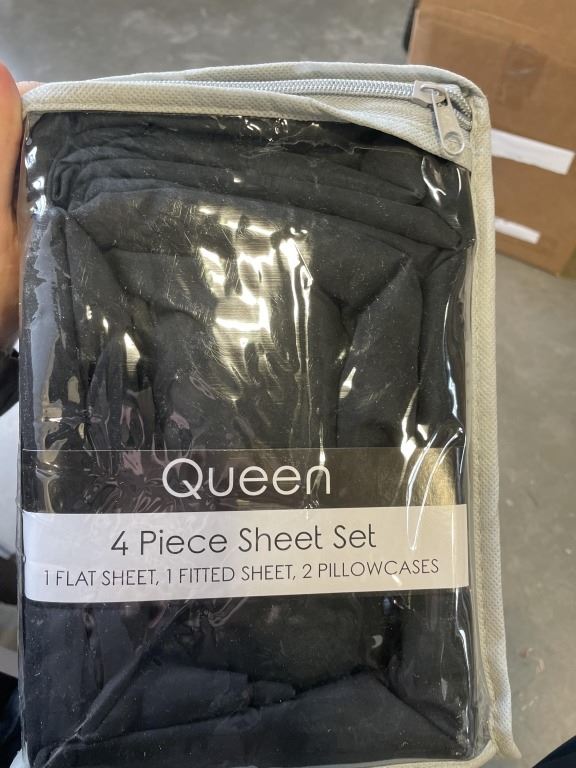 Queen
4 Piece Sheet Set
1 FLAT SHEET, 1 FITTED SHEET, 2 PILLOWCASES